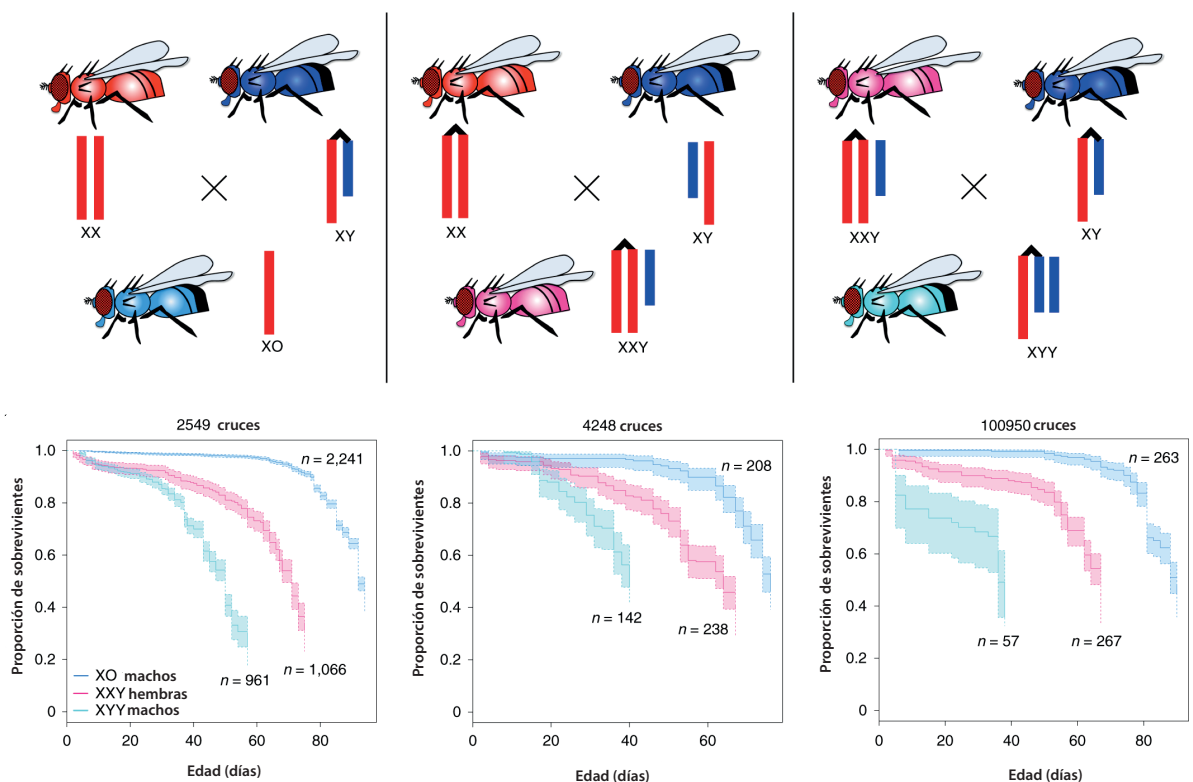 XX
XY
XO
XX
XY
XXY
XXY
XY
XYY
2549 cruces
Proporción de sobrevivientes
1.0
0.8
0.6
0.4
0.2
0
n = 2,241
n = 1,066
n = 961
XO machos
XXY hembras
XYY machos
0 20 40 60 80
Edad (días)
4248 cruces
Proporción de sobrevivientes
1.0
0.8
0.6
0.4
0.2
0
n = 208
n = 142
n = 238
0 20 40 60
Edad (días)
100950 cruces
Proporción de sobrevivientes
1.0
0.8
0.6
0.4
0.2
0
n = 263
n = 57
n = 267
0 20 40 60 80
Edad (días)